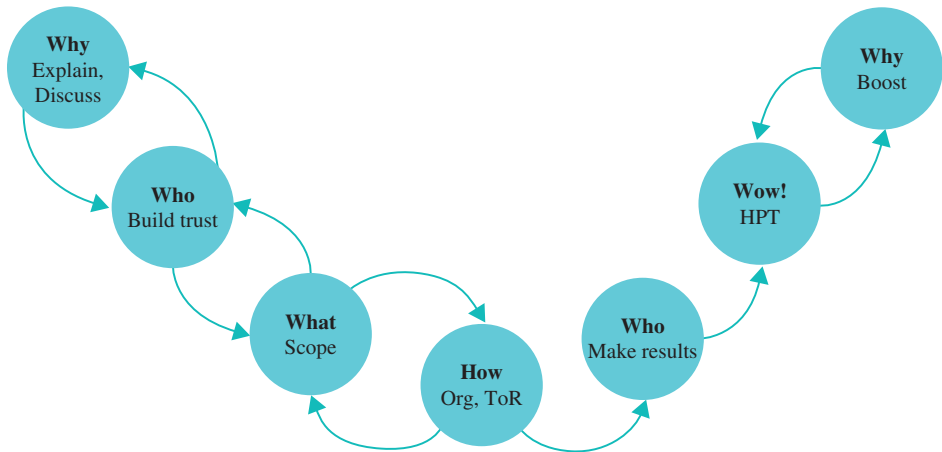 Why
Explain,
Discuss
Who
Build trust
What
Scope
How
Org, ToR
Who
Make results
Wow!
HPT
Why
Boost